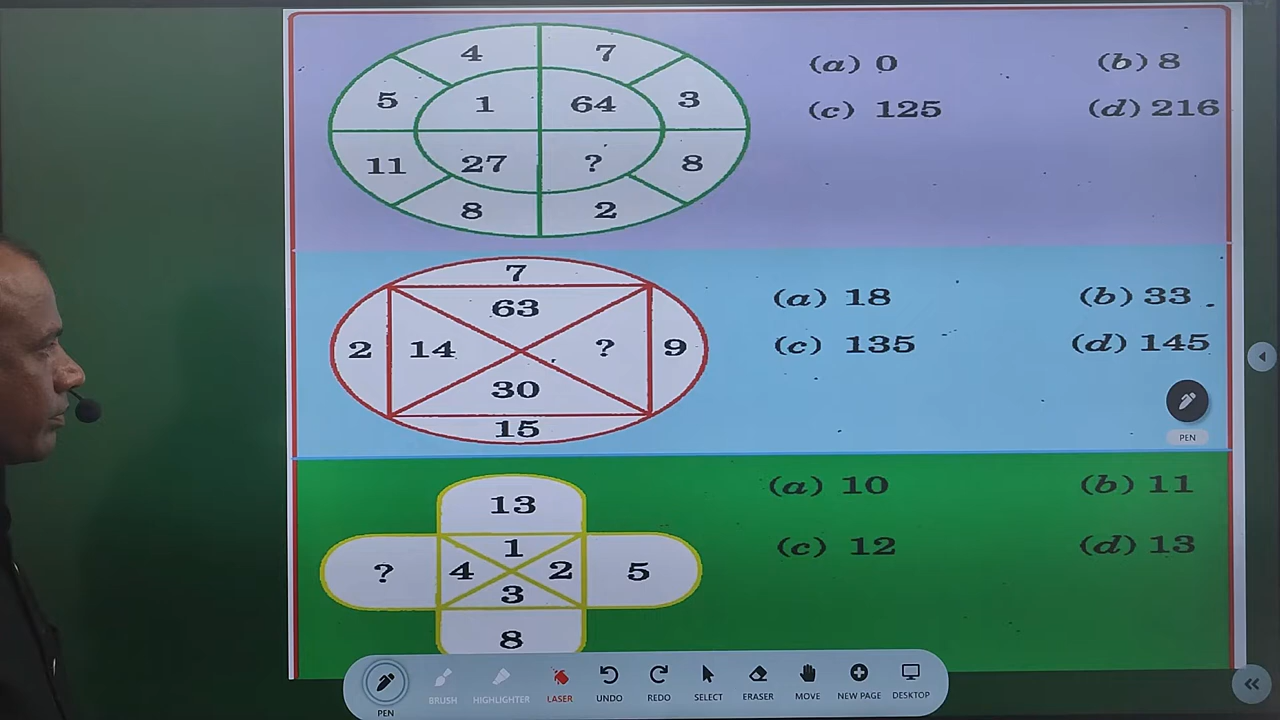 4 7
5 1 64 3
11 27 ? 8
8 2
(a) 0 (b) 8
(c) 125 (d) 216
7
63
2 14 ? 9
30
15
(a) 18 (b) 33
(c) 135 (d) 145
PEN
13
1
? 4 2 5
3
8
(a) 10 (b) 11
(c) 12 (d) 13
PEN BRUSH HIGHLIGHTER LASER UNDO REDO SELECT ERASER MOVE NEW PAGE DESKTOP